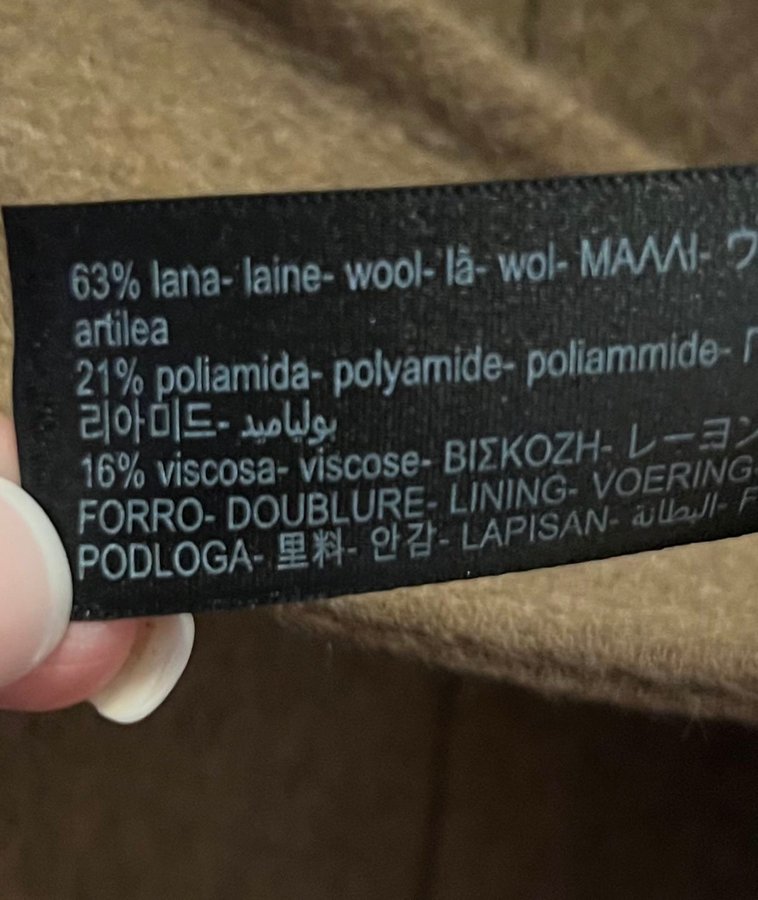 63% lana- laine- wool- lã- wol- ΜΑΛΛΙ- ウ
artilea
21% poliamida- polyamide- poliammide-
리아미드- بولياميد
16% viscosa- viscose- ΒΙΣΚΟΖΗ- レーヨン
FORRO- DOUBLURE- LINING- VOERING-
PODLOGA- 里料- 안감- LAPISAN- البطانة- F